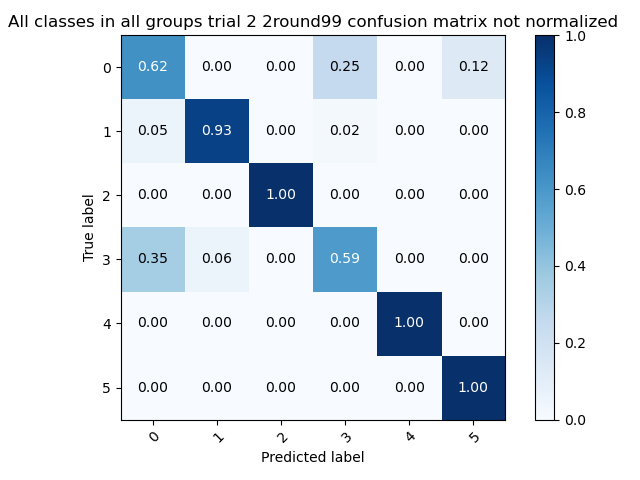 All classes in all groups trial 2 2round99 confusion matrix not normalized
0 0.62 0.00 0.00 0.25 0.00 0.12
1 0.05 0.93 0.00 0.02 0.00 0.00
2 0.00 0.00 1.00 0.00 0.00 0.00
3 0.35 0.06 0.00 0.59 0.00 0.00
4 0.00 0.00 0.00 0.00 1.00 0.00
5 0.00 0.00 0.00 0.00 0.00 1.00
0 1 2 3 4 5
True label
Predicted label
1.0
0.8
0.6
0.4
0.2
0.0